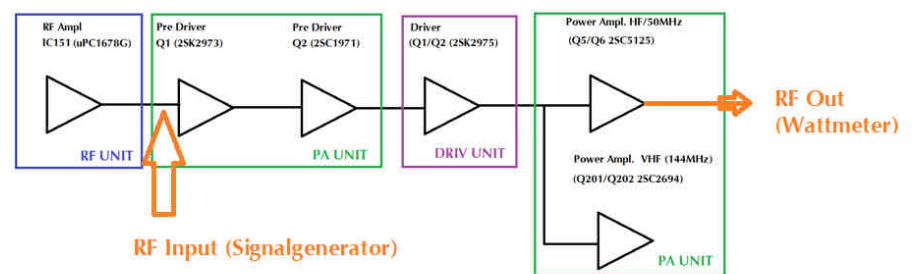 RF Ampl
IC151 (uPC1678G)
RF UNIT
Pre Driver
Q1 (2SK2973)
Pre Driver
Q2 (2SC1971)
PA UNIT
Driver
(Q1/Q2 (2SK2975)
DRIV UNIT
Power Ampl. HF/50MHz
(Q5/Q6 2SC5125)
Power Ampl. VHF (144MHz)
(Q201/Q202 2SC2694)
PA UNIT
RF Out
(Wattmeter)
RF Input (Signalgenerator)